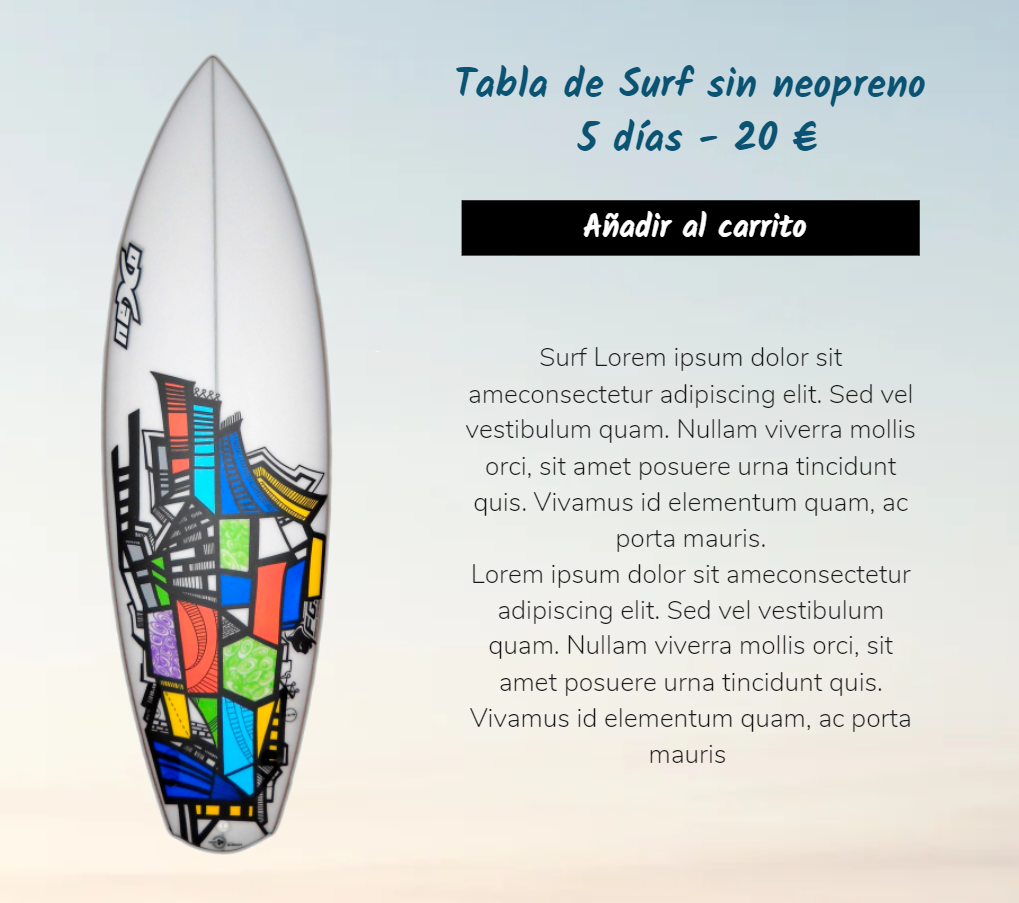 Tabla de Surf sin neopreno
5 días - 20 €
Añadir al carrito
Surf Lorem ipsum dolor sit
ameconsectetur adipiscing elit. Sed vel
vestibulum quam. Nullam viverra mollis
orci, sit amet posuere urna tincidunt
quis. Vivamus id elementum quam, ac
porta mauris.
Lorem ipsum dolor sit ameconsectetur
adipiscing elit. Sed vel vestibulum
quam. Nullam viverra mollis orci, sit
amet posuere urna tincidunt quis.
Vivamus id elementum quam, ac porta
mauris